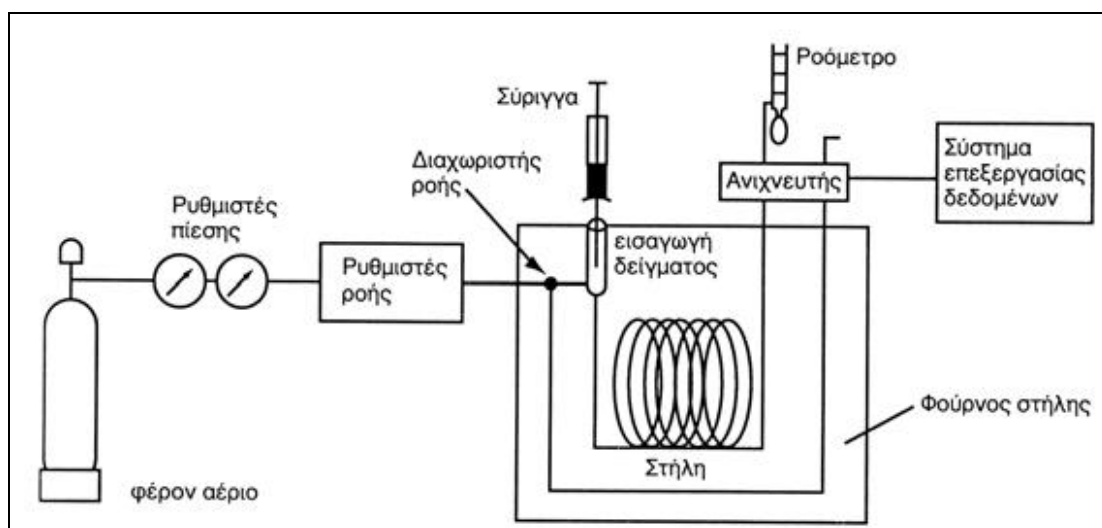 Ροόμετρο
Σύριγγα
Διαχωριστής
ροής
Ανιχνευτής
Σύστημα
επεξεργασίας
δεδομένων
Ρυθμιστές
πίεσης
Ρυθμιστές
ροής
εισαγωγή
δείγματος
Φούρνος στήλης
Στήλη
φέρον αέριο